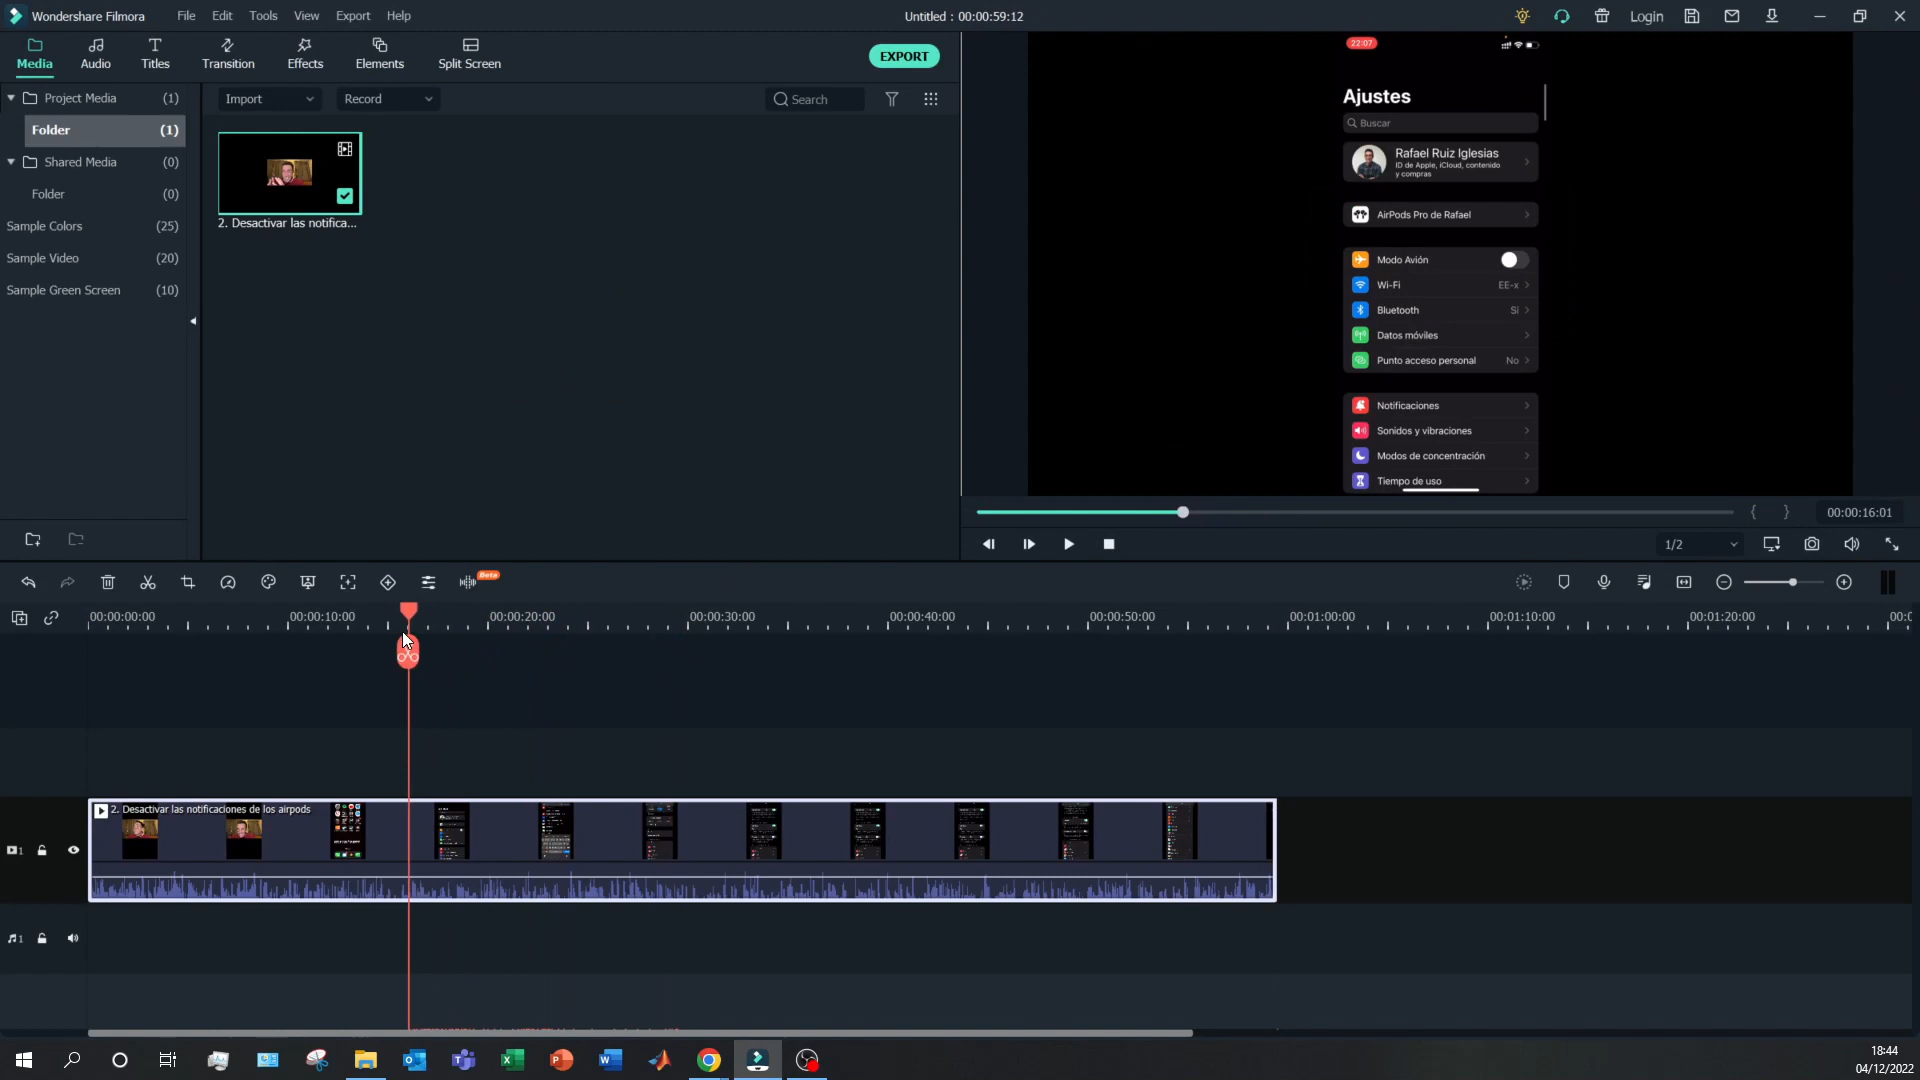 Wondershare Filmora
File
Edit
Tools
View
Export
Help
Untitled : 00:00:59:12
Login
Media
Audio
Titles
Transition
Effects
Elements
Split Screen
EXPORT
Project Media (1)
Folder (1)
Shared Media (0)
Folder (0)
Sample Colors (25)
Sample Video (20)
Sample Green Screen (10)
Import
Record
Search
2. Desactivar las notifica...
22:07
Ajustes
Buscar
Rafael Ruiz Iglesias
ID de Apple, iCloud, contenido
y compras
AirPods Pro de Rafael
Modo Avión
Wi-Fi EE-x
Bluetooth Sí
Datos móviles
Punto acceso personal No
Notificaciones
Sonidos y vibraciones
Modos de concentración
Tiempo de uso
{ } 00:00:16:01
1/2
Beta
00:00:00:00
00:00:10:00
00:00:20:00
00:00:30:00
00:00:40:00
00:00:50:00
00:01:00:00
00:01:10:00
00:01:20:00
2. Desactivar las notificaciones de los airpods
1
1
18:44
04/12/2022